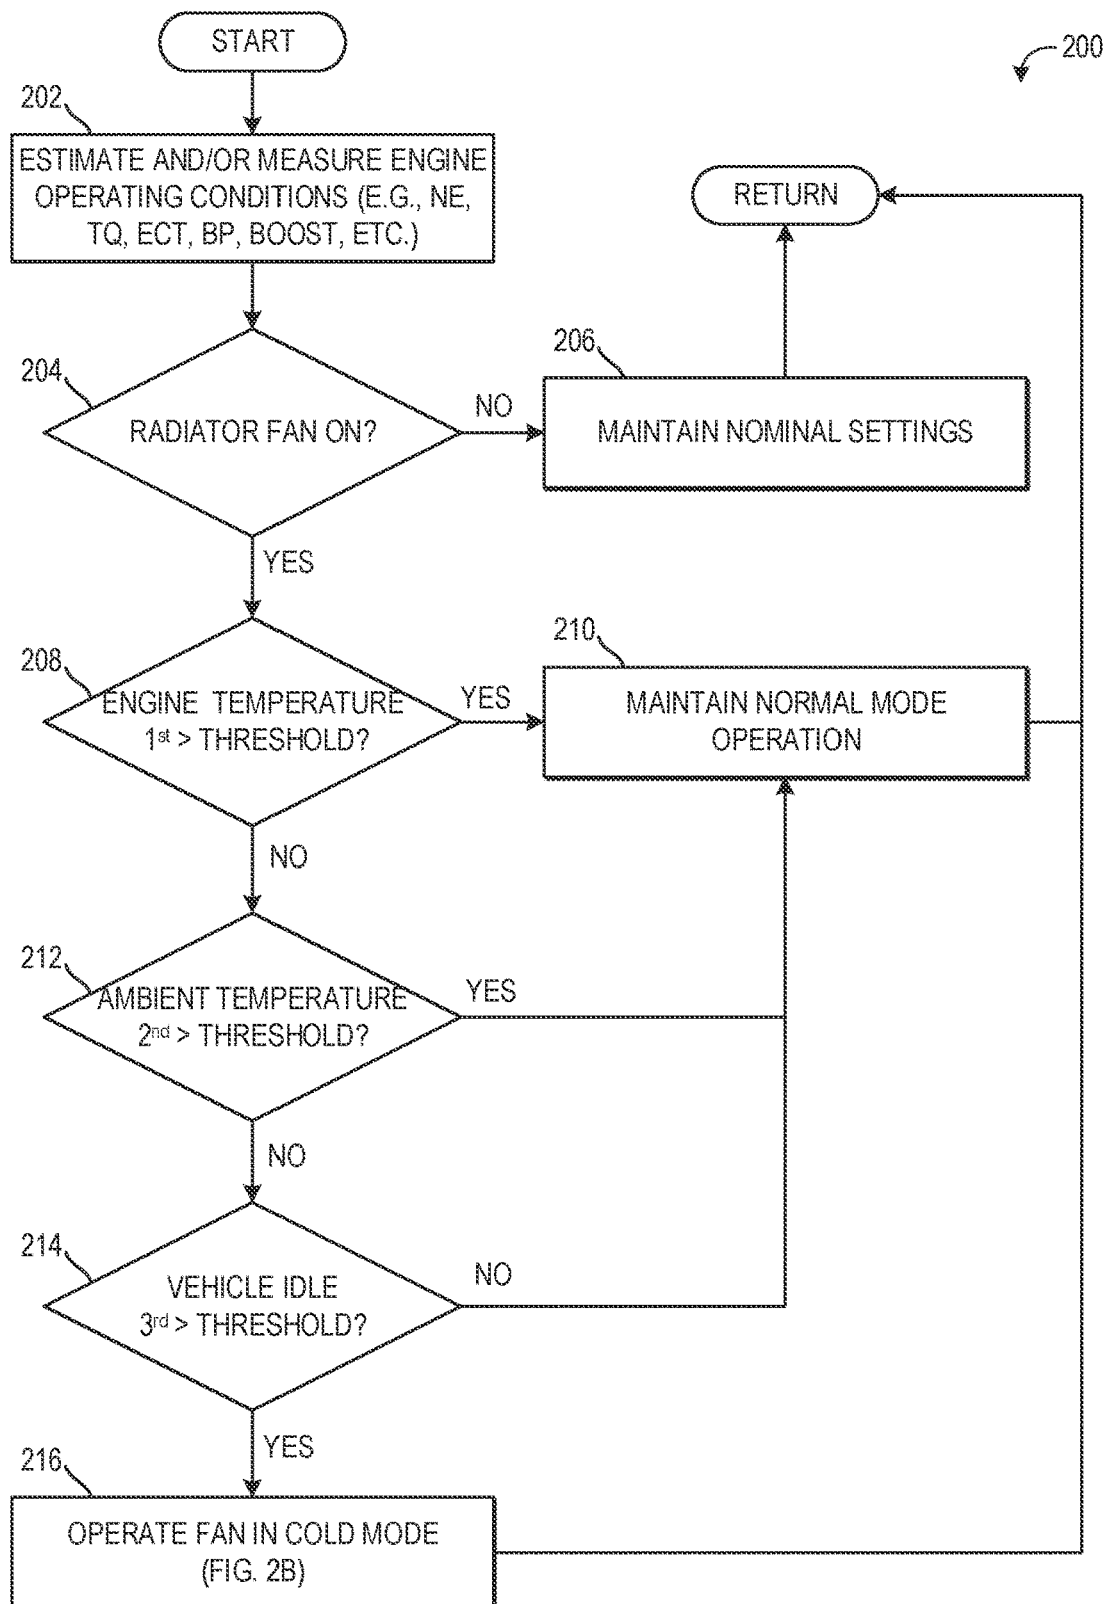 START
200
202
ESTIMATE AND/OR MEASURE ENGINE
OPERATING CONDITIONS (E.G., NE,
TQ, ECT, BP, BOOST, ETC.)
RETURN
204
RADIATOR FAN ON?
NO
206
MAINTAIN NOMINAL SETTINGS
YES
208
ENGINE TEMPERATURE
1st > THRESHOLD?
YES
210
MAINTAIN NORMAL MODE
OPERATION
NO
212
AMBIENT TEMPERATURE
2nd > THRESHOLD?
YES
NO
214
VEHICLE IDLE
3rd > THRESHOLD?
NO
YES
216
OPERATE FAN IN COLD MODE
(FIG. 2B)